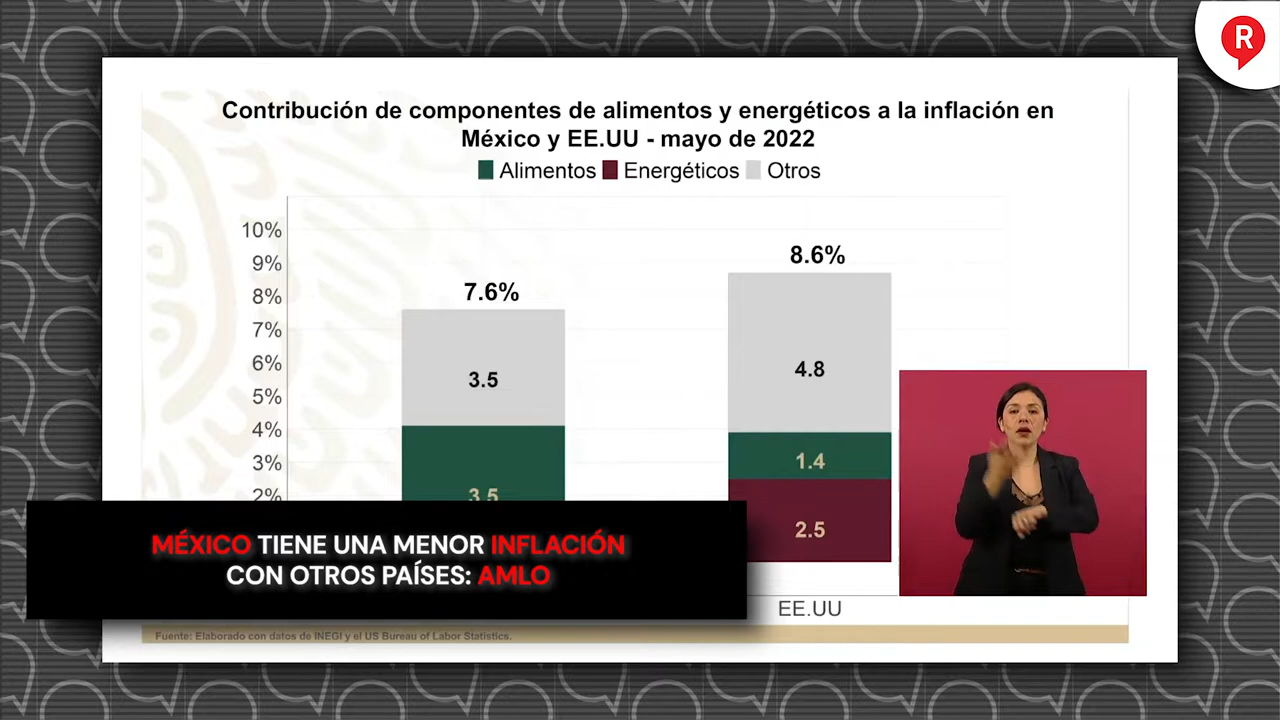 R
Contribución de componentes de alimentos y energéticos a la inflación en
México y EE.UU - mayo de 2022
Alimentos Energéticos Otros
10%
9%
8%
7%
6%
5%
4%
3%
2%
7.6%
3.5
3.5
8.6%
4.8
1.4
2.5
MÉXICO TIENE UNA MENOR INFLACIÓN
CON OTROS PAÍSES: AMLO
EE.UU
Fuente: Elaborado con datos de INEGI y el US Bureau of Labor Statistics.